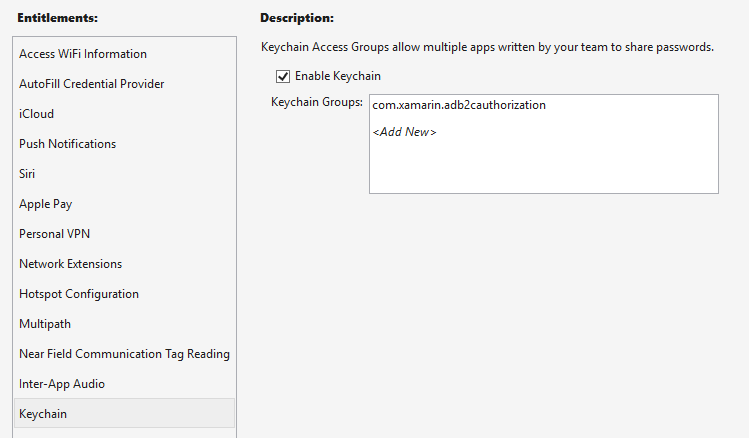 Entitlements:
Access WiFi Information
AutoFill Credential Provider
iCloud
Push Notifications
Siri
Apple Pay
Personal VPN
Network Extensions
Hotspot Configuration
Multipath
Near Field Communication Tag Reading
Inter-App Audio
Keychain
Description:
Keychain Access Groups allow multiple apps written by your team to share passwords.
Enable Keychain
Keychain Groups:
com.xamarin.adb2cauthorization
<Add New>